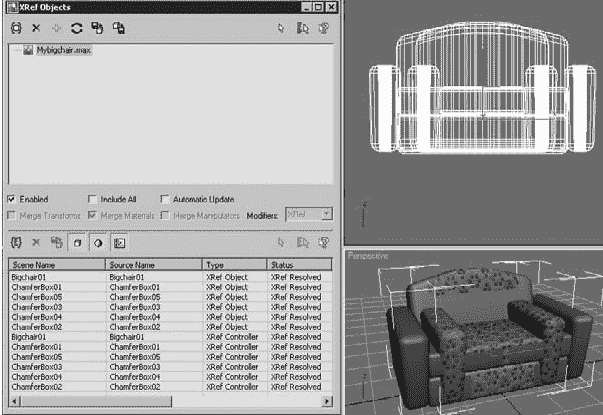 XRef Objects
Mybigchair.max
Enabled Include All Automatic Update
Merge Transforms Merge Materials Merge Manipulators Modifiers: XRef
Scene Name Source Name Type Status
Bigchair01 Bigchair01 XRef Object XRef Resolved
ChamferBox01 ChamferBox01 XRef Object XRef Resolved
ChamferBox05 ChamferBox05 XRef Object XRef Resolved
ChamferBox03 ChamferBox03 XRef Object XRef Resolved
ChamferBox04 ChamferBox04 XRef Object XRef Resolved
ChamferBox02 ChamferBox02 XRef Object XRef Resolved
Bigchair01 Bigchair01 XRef Controller XRef Resolved
ChamferBox01 ChamferBox01 XRef Controller XRef Resolved
ChamferBox05 ChamferBox05 XRef Controller XRef Resolved
ChamferBox03 ChamferBox03 XRef Controller XRef Resolved
ChamferBox04 ChamferBox04 XRef Controller XRef Resolved
ChamferBox02 ChamferBox02 XRef Controller XRef Resolved
Perspective